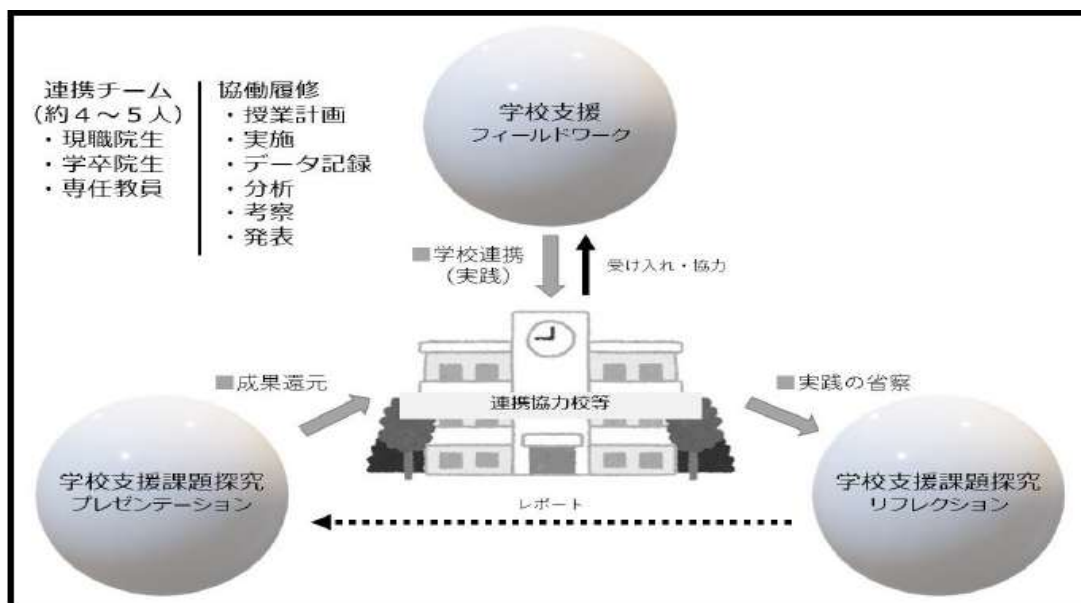 連携チーム
(約4～5人)
・現職院生
・学卒院生
・専任教員
協働履修
・授業計画
・実施
・データ記録
・分析
・考察
・発表
学校支援
フィールドワーク
■学校連携
(実践)
受け入れ・協力
■成果還元
連携協力校等
■実践の省察
学校支援課題探究
プレゼンテーション
レポート
学校支援課題探究
リフレクション